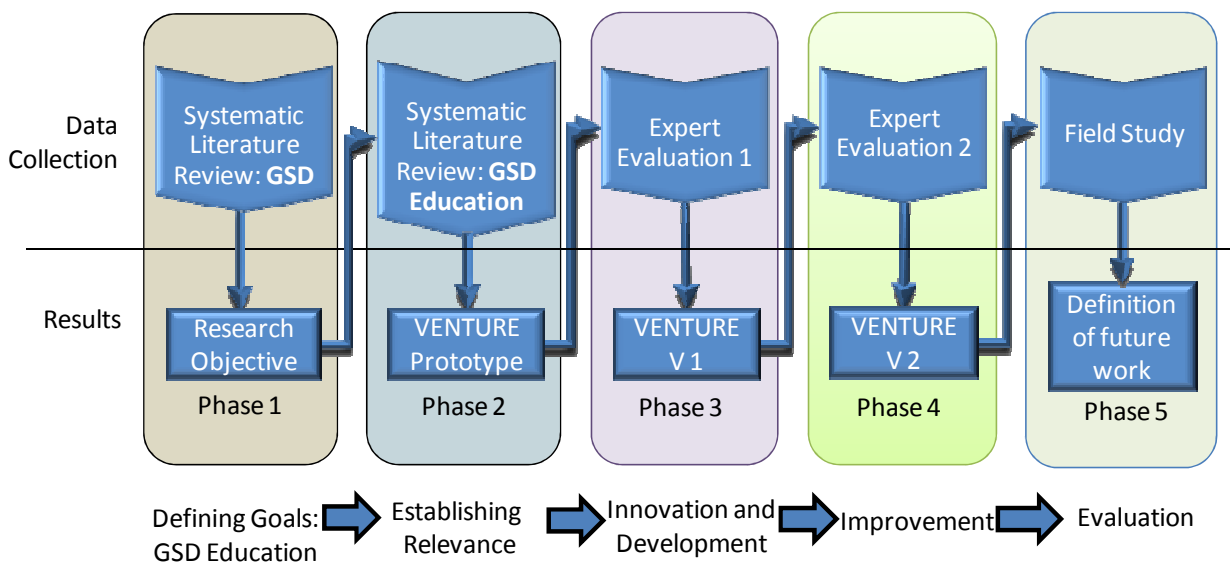 Data
Collection
Systematic
Literature
Review: GSD
Systematic
Literature
Review: GSD
Education
Expert
Evaluation 1
Expert
Evaluation 2
Field Study
Results
Research
Objective
VENTURE
Prototype
VENTURE
V 1
VENTURE
V 2
Definition
of future
work
Phase 1
Phase 2
Phase 3
Phase 4
Phase 5
Defining Goals:
GSD Education
Establishing
Relevance
Innovation and
Development
Improvement
Evaluation